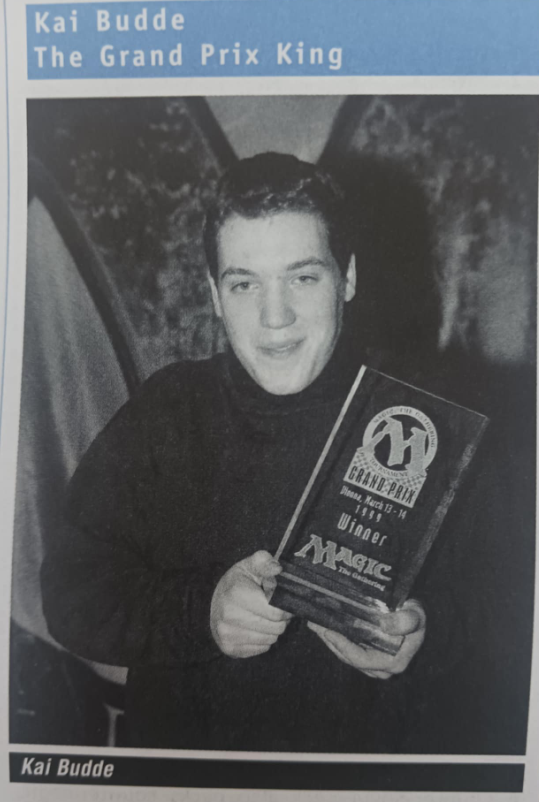 Kai Budde
The Grand Prix King
GRAND PRIX
Vienna, March 13 - 14
1999
Winner
MAGIC
The Gathering
Kai Budde